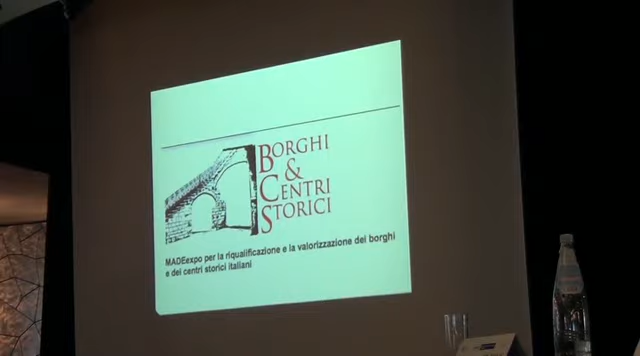 BORGHI
&
CENTRI
STORICI
MADEexpo per la riqualificazione e la valorizzazione dei borghi
e dei centri storici italiani